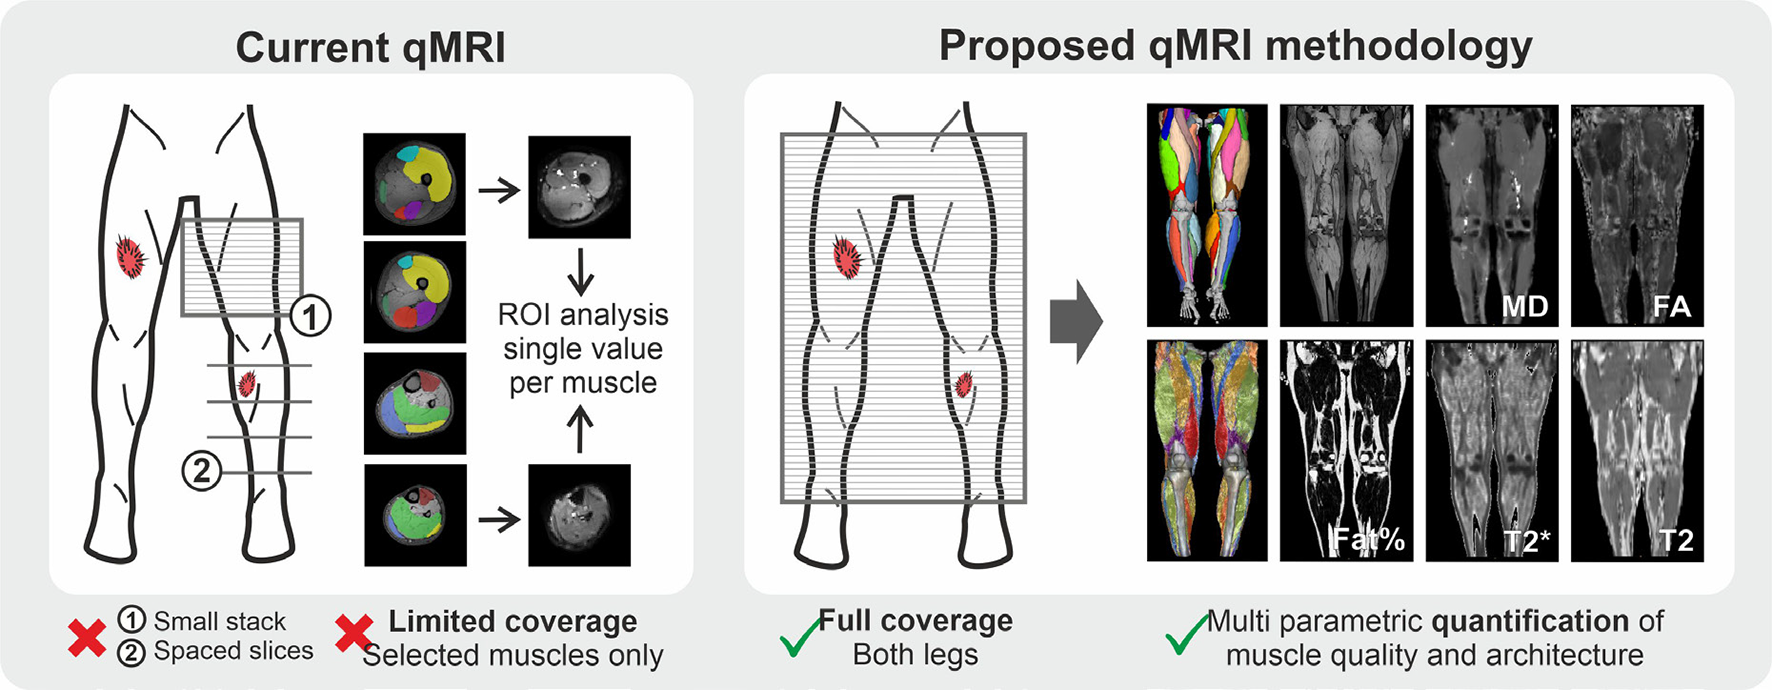 Current qMRI
Proposed qMRI methodology
1
2
ROI analysis
single value
per muscle
MD
FA
Fat%
T2*
T2
1 Small stack
2 Spaced slices
Limited coverage
Selected muscles only
Full coverage
Both legs
Multi parametric quantification of
muscle quality and architecture